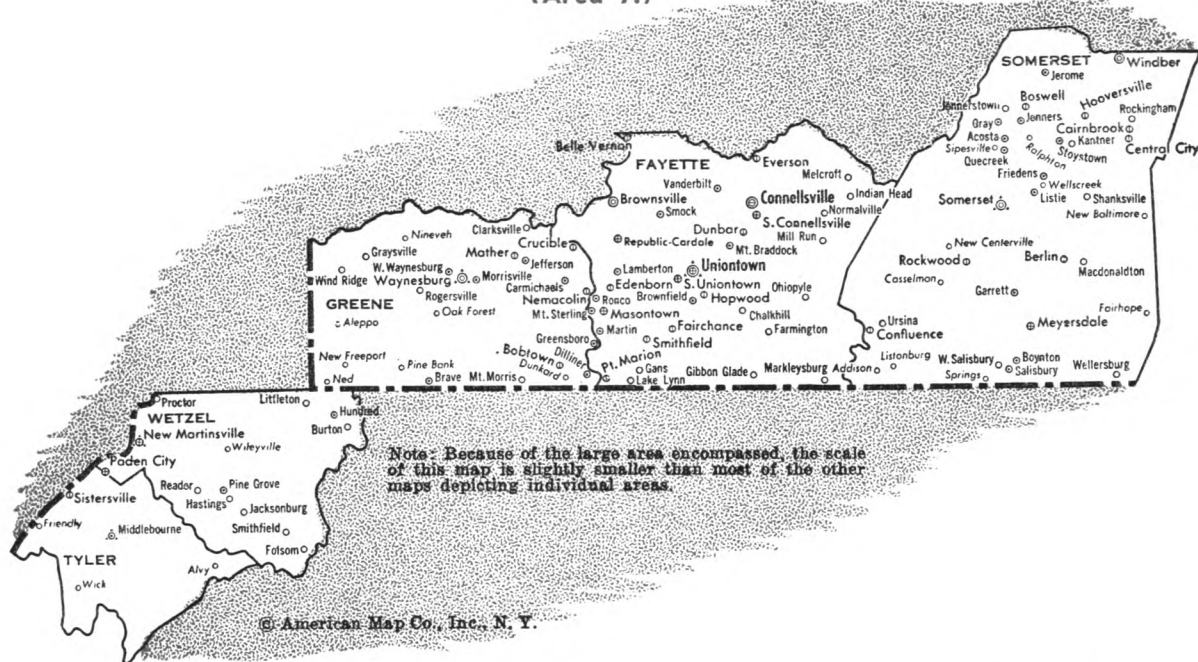 (Area 7.)
SOMERSET
Windber
Jerome
Jennerstown
Boswell
Hooversville
Rockingham
Gray
Jenners
Cairnbrook
Acosta
Kantner
Sipesville
Ralphton
Stoystown
Central City
Quecreek
Friedens
Wellscreek
Somerset
Listie
Shanksville
New Baltimore
New Centerville
Rockwood
Berlin
Macdonaldton
Casselman
Garrett
Fairhope
Meyersdale
Ursina
Confluence
Listonburg
Addison
W. Salisbury
Boynton
Salisbury
Springs
Wellersburg
Belle Vernon
FAYETTE
Everson
Melcroft
Vanderbilt
Indian Head
Brownsville
Connellsville
Smock
Normalville
S. Connellsville
Dunbar
Mill Run
Republic-Cardale
Mt. Braddock
Lamberton
Uniontown
Edenborn
S. Uniontown
Ohiopyle
Ronco
Brownfield
Hopwood
Masontown
Chalkhill
Martin
Fairchance
Farmington
Smithfield
Pt. Marion
Gans
Gibbon Glade
Markleysburg
Lake Lynn
Clarksville
Nineveh
Crucible
Graysville
Mather
Jefferson
Wind Ridge
W. Waynesburg
Waynesburg
Morrisville
Carmichaels
Rogersville
Nemacolin
GREENE
Oak Forest
Mt. Sterling
Aleppo
Greensboro
New Freeport
Bobtown
Dilliner
Pine Bank
Dunkard
Ned
Brave
Mt. Morris
Proctor
Littleton
WETZEL
Hundred
New Martinsville
Burton
Wileyville
Paden City
Reador
Pine Grove
Sistersville
Hastings
Jacksonburg
Friendly
Middlebourne
Smithfield
Folsom
TYLER
Alvy
Wick
Note: Because of the large area encompassed, the scale
of this map is slightly smaller than most of the other
maps depicting individual areas.
© American Map Co., Inc., N. Y.